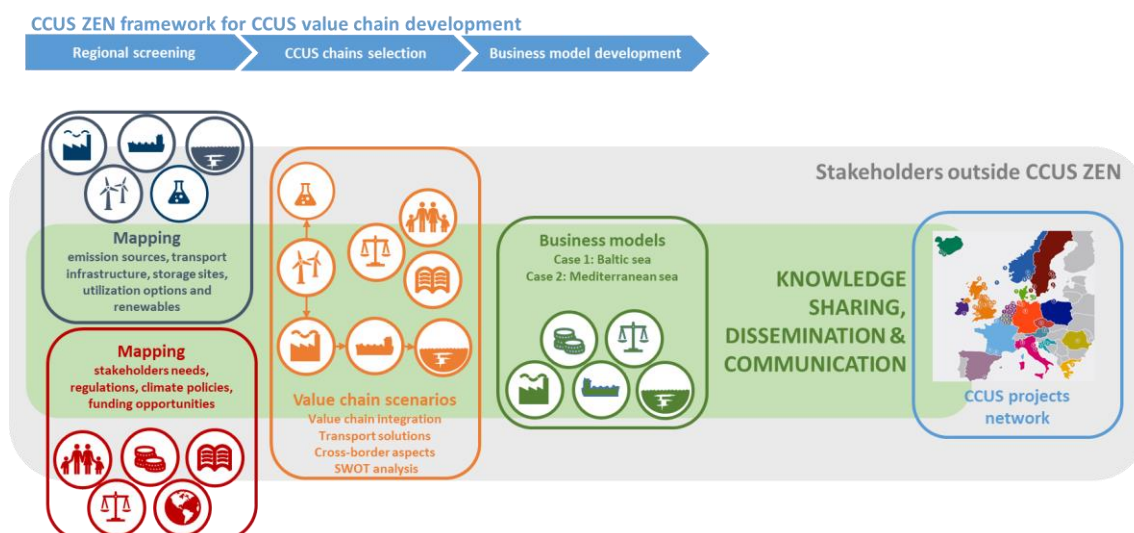 CCUS ZEN framework for CCUS value chain development
Regional screening
CCUS chains selection
Business model development
Stakeholders outside CCUS ZEN
Mapping
emission sources, transport
infrastructure, storage sites,
utilization options and
renewables
Mapping
stakeholders needs,
regulations, climate policies,
funding opportunities
Value chain scenarios
Value chain integration
Transport solutions
Cross-border aspects
SWOT analysis
Business models
Case 1: Baltic sea
Case 2: Mediterranean sea
KNOWLEDGE
SHARING,
DISSEMINATION &
COMMUNICATION
CCUS projects
network